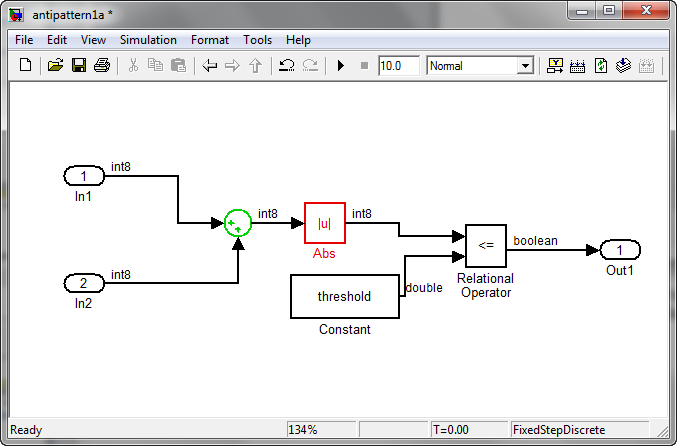 antipattern1a *
File Edit View Simulation Format Tools Help
10.0 Normal
1
int8
In1
2
int8
In2
int8
|u|
Abs
int8
threshold
Constant
double
<=
Relational
Operator
boolean
1
Out1
Ready 134% T=0.00 FixedStepDiscrete